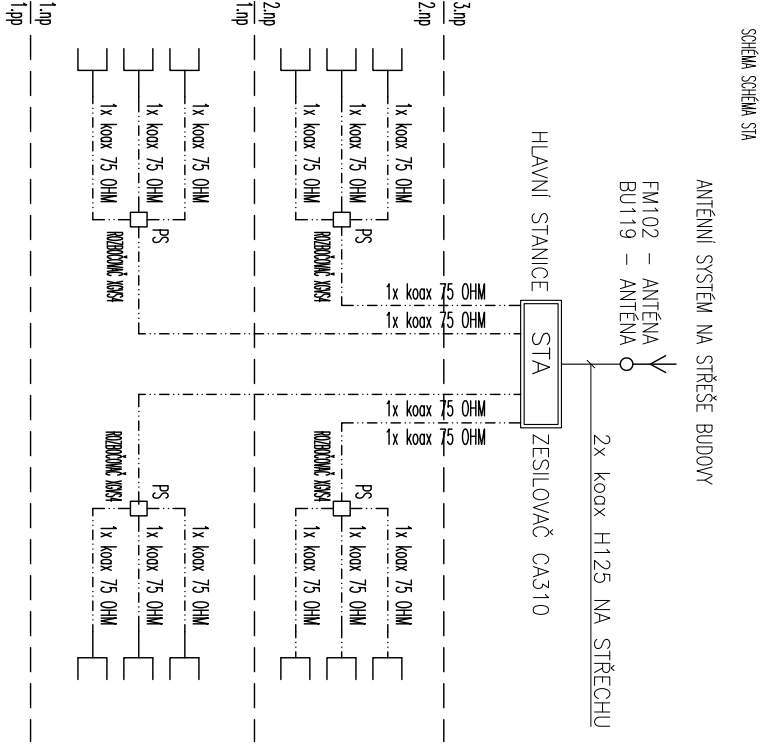 SCHÉMA SCHÉMA STA
ANTÉNNÍ SYSTÉM NA STŘEŠE BUDOVY
FM102 – ANTÉNA
BU119 – ANTÉNA
2x koax H125 NA STŘECHU
HLAVNÍ STANICE
STA
ZESILOVAČ CA310
3.np
2.np
1x koax 75 OHM
1x koax 75 OHM
1x koax 75 OHM
1x koax 75 OHM
1x koax 75 OHM
1x koax 75 OHM
1x koax 75 OHM
PS
ROZBOČOVAČ
1x koax 75 OHM
1x koax 75 OHM
1x koax 75 OHM
PS
ROZBOČOVAČ
2.np
1.np
1x koax 75 OHM
1x koax 75 OHM
1x koax 75 OHM
PS
ROZBOČOVAČ
1x koax 75 OHM
1x koax 75 OHM
1x koax 75 OHM
PS
ROZBOČOVAČ
1.np
1.pp